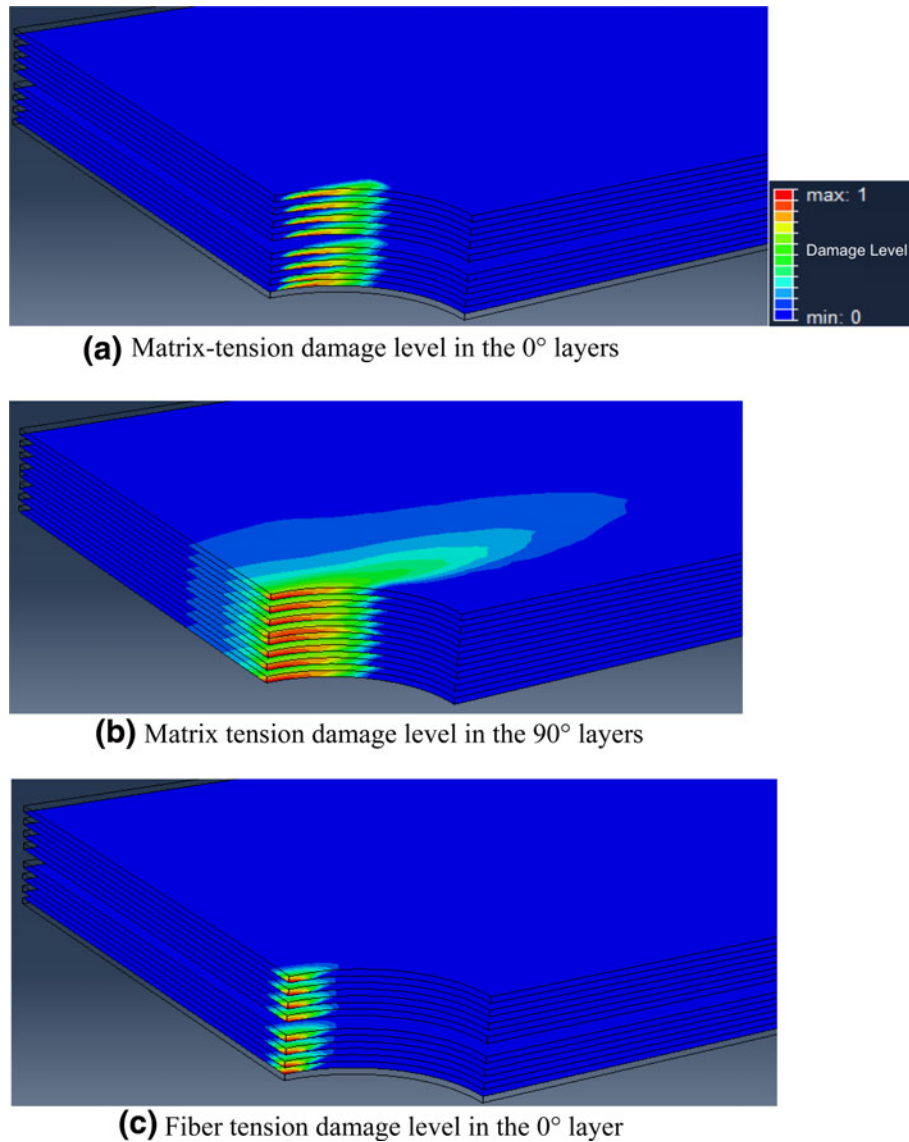 max: 1
Damage Level
min: 0
(a) Matrix-tension damage level in the 0° layers
(b) Matrix tension damage level in the 90° layers
(c) Fiber tension damage level in the 0° layer